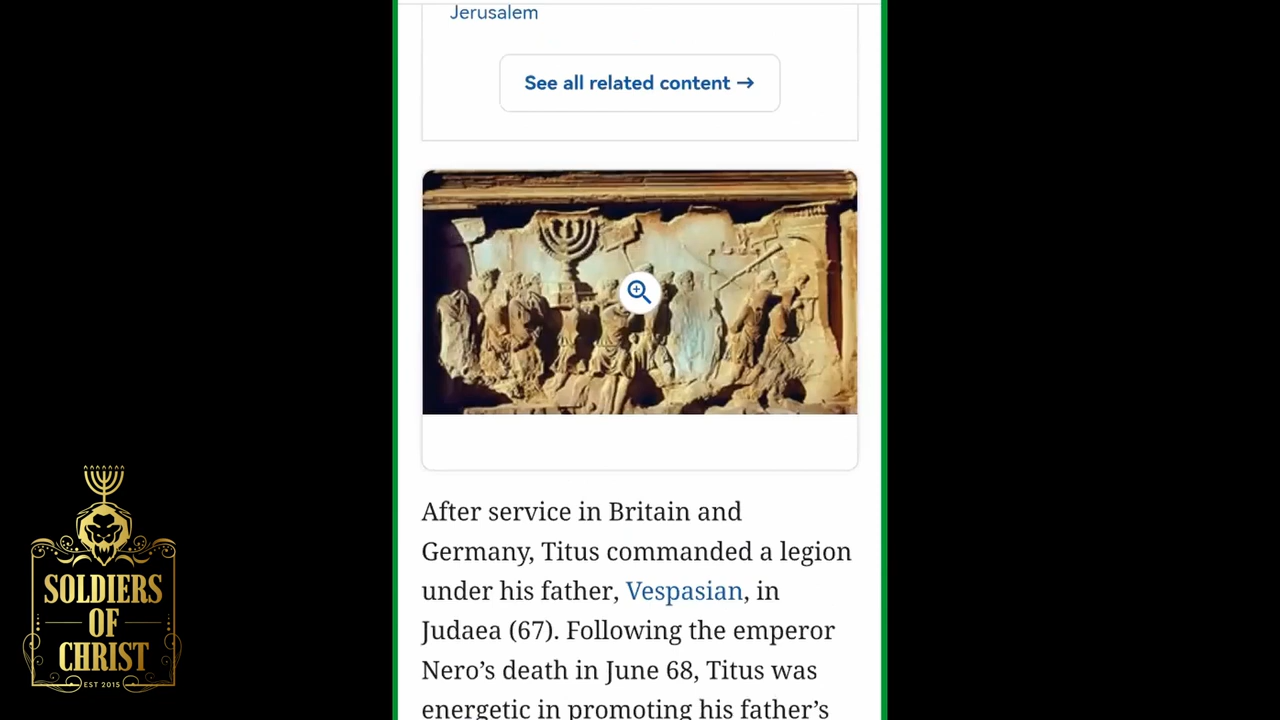 Jerusalem
See all related content →
After service in Britain and
Germany, Titus commanded a legion
under his father, Vespasian, in
Judaea (67). Following the emperor
Nero’s death in June 68, Titus was
energetic in promoting his father’s
SOLDIERS
OF
CHRIST
EST 2015